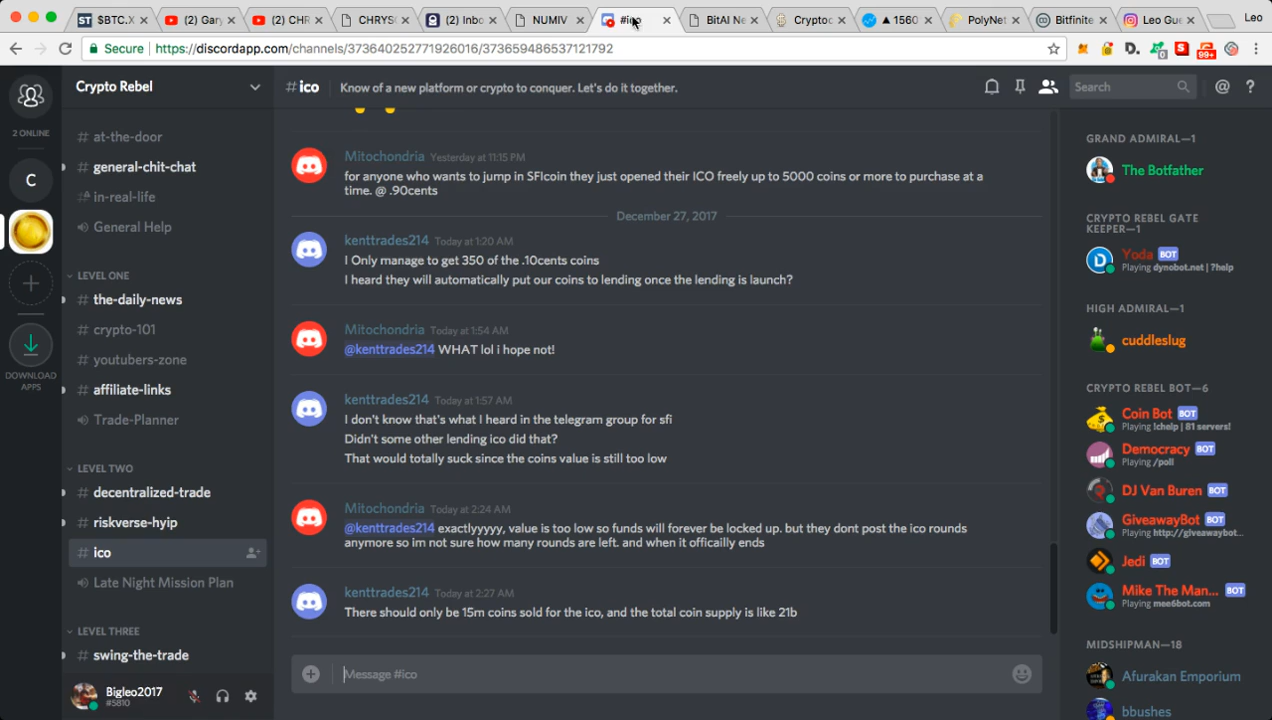 $BTC.X
(2) Gary
(2) CHR
CHRYSO
(2) Inbo
NUMIV
#ico
BitAI Ne
Cryptoc
▲ 1560
PolyNet
Bitfinite
Leo Gue
Leo
Secure
https://discordapp.com/channels/373640252771926016/373659486537121792
99+
2 ONLINE
C
DOWNLOAD
APPS
Crypto Rebel
# at-the-door
# general-chit-chat
# in-real-life
General Help
LEVEL ONE
# the-daily-news
# crypto-101
# youtubers-zone
# affiliate-links
Trade-Planner
LEVEL TWO
# decentralized-trade
# riskverse-hyip
# ico
Late Night Mission Plan
LEVEL THREE
# swing-the-trade
Bigleo2017
#5810
# ico
Know of a new platform or crypto to conquer. Let's do it together.
Search
Mitochondria Yesterday at 11:15 PM
for anyone who wants to jump in SFIcoin they just opened their ICO freely up to 5000 coins or more to purchase at a
time. @ .90cents
December 27, 2017
kenttrades214 Today at 1:20 AM
I Only manage to get 350 of the .10cents coins
I heard they will automatically put our coins to lending once the lending is launch?
Mitochondria Today at 1:54 AM
@kenttrades214 WHAT lol i hope not!
kenttrades214 Today at 1:57 AM
I don't know that's what I heard in the telegram group for sfi
Didn't some other lending ico did that?
That would totally suck since the coins value is still too low
Mitochondria Today at 2:24 AM
@kenttrades214 exactlyyyyy, value is too low so funds will forever be locked up. but they dont post the ico rounds
anymore so im not sure how many rounds are left. and when it officailly ends
kenttrades214 Today at 2:27 AM
There should only be 15m coins sold for the ico, and the total coin supply is like 21b
Message #ico
GRAND ADMIRAL—1
The Botfather
CRYPTO REBEL GATE
KEEPER—1
Yoda BOT
Playing dynobot.net | ?help
HIGH ADMIRAL—1
cuddleslug
CRYPTO REBEL BOT—6
Coin Bot BOT
Playing !chelp | 81 servers!
Democracy BOT
Playing /poll
DJ Van Buren BOT
GiveawayBot BOT
Playing http://giveawaybot...
Jedi BOT
Mike The Man... BOT
Playing mee6bot.com
MIDSHIPMAN—18
Afurakan Emporium
bbushes